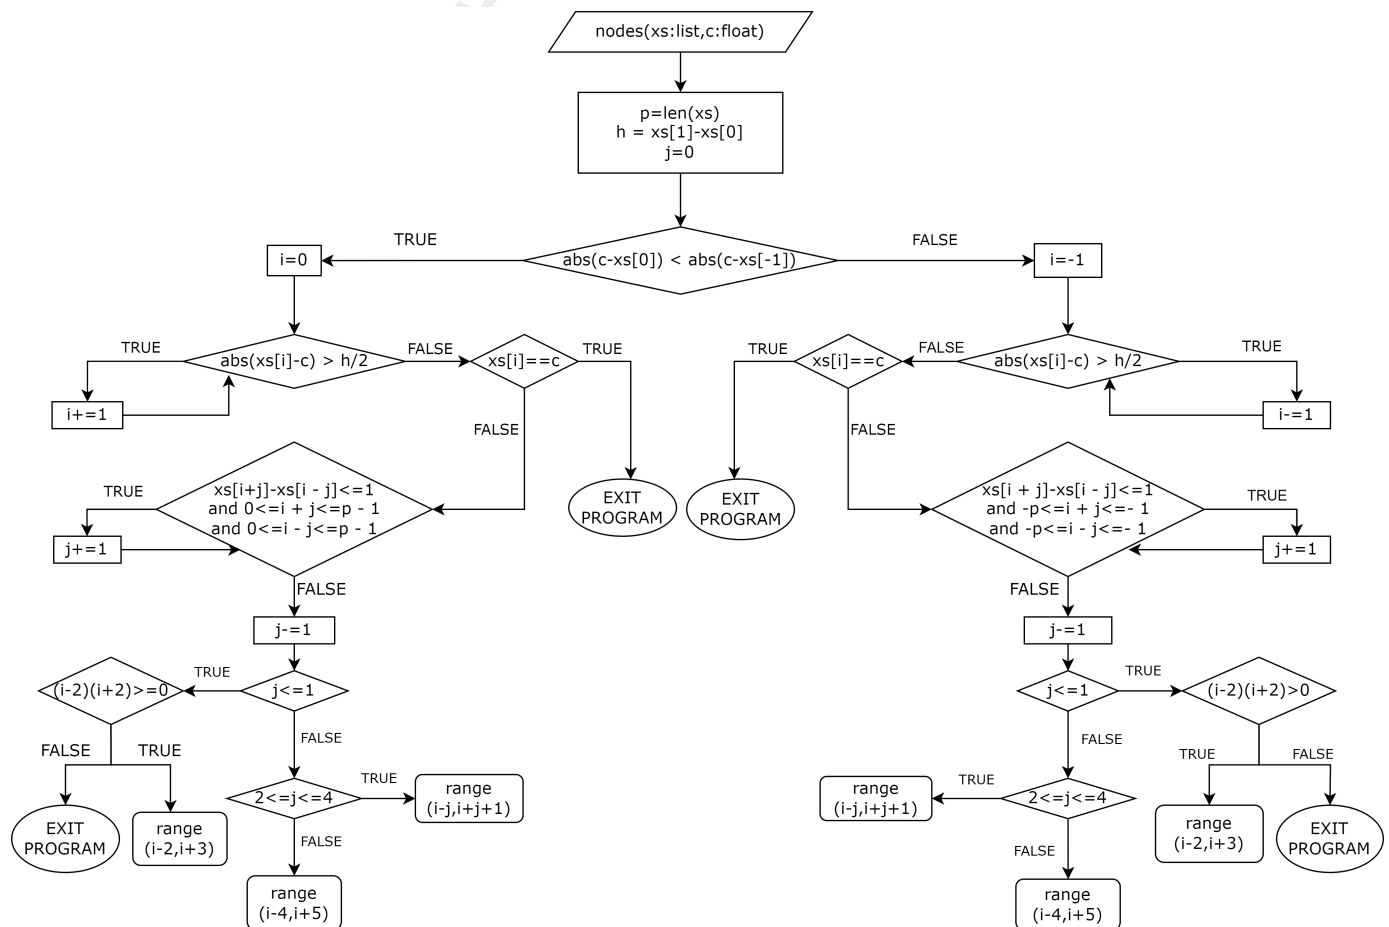 nodes(xs:list,c:float)
p=len(xs)
h = xs[1]-xs[0]
j=0
TRUE
FALSE
i=0
abs(c-xs[0]) < abs(c-xs[-1])
i=-1
TRUE
abs(xs[i]-c) > h/2
FALSE
xs[i]==c
TRUE
TRUE
xs[i]==c
FALSE
abs(xs[i]-c) > h/2
TRUE
i+=1
i-=1
FALSE
FALSE
EXIT
PROGRAM
EXIT
PROGRAM
TRUE
xs[i+j]-xs[i - j]<=1
and 0<=i + j<=p - 1
and 0<=i - j<=p - 1
xs[i + j]-xs[i - j]<=1
and -p<=i + j<=- 1
and -p<=i - j<=- 1
TRUE
j+=1
j+=1
FALSE
FALSE
j-=1
j-=1
(i-2)(i+2)>=0
TRUE
j<=1
j<=1
TRUE
(i-2)(i+2)>0
FALSE
TRUE
FALSE
FALSE
TRUE
FALSE
2<=j<=4
TRUE
range
(i-j,i+j+1)
range
(i-j,i+j+1)
TRUE
2<=j<=4
EXIT
PROGRAM
range
(i-2,i+3)
FALSE
FALSE
range
(i-2,i+3)
EXIT
PROGRAM
range
(i-4,i+5)
range
(i-4,i+5)